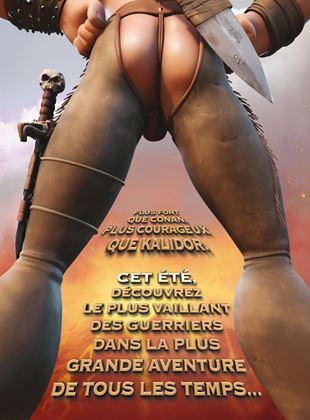 PLUS FORT
QUE CONAN,
PLUS COURAGEUX
QUE KALIDOR.
CET ÉTÉ,
DÉCOUVREZ
LE PLUS VAILLANT
DES GUERRIERS
DANS LA PLUS
GRANDE AVENTURE
DE TOUS LES TEMPS...